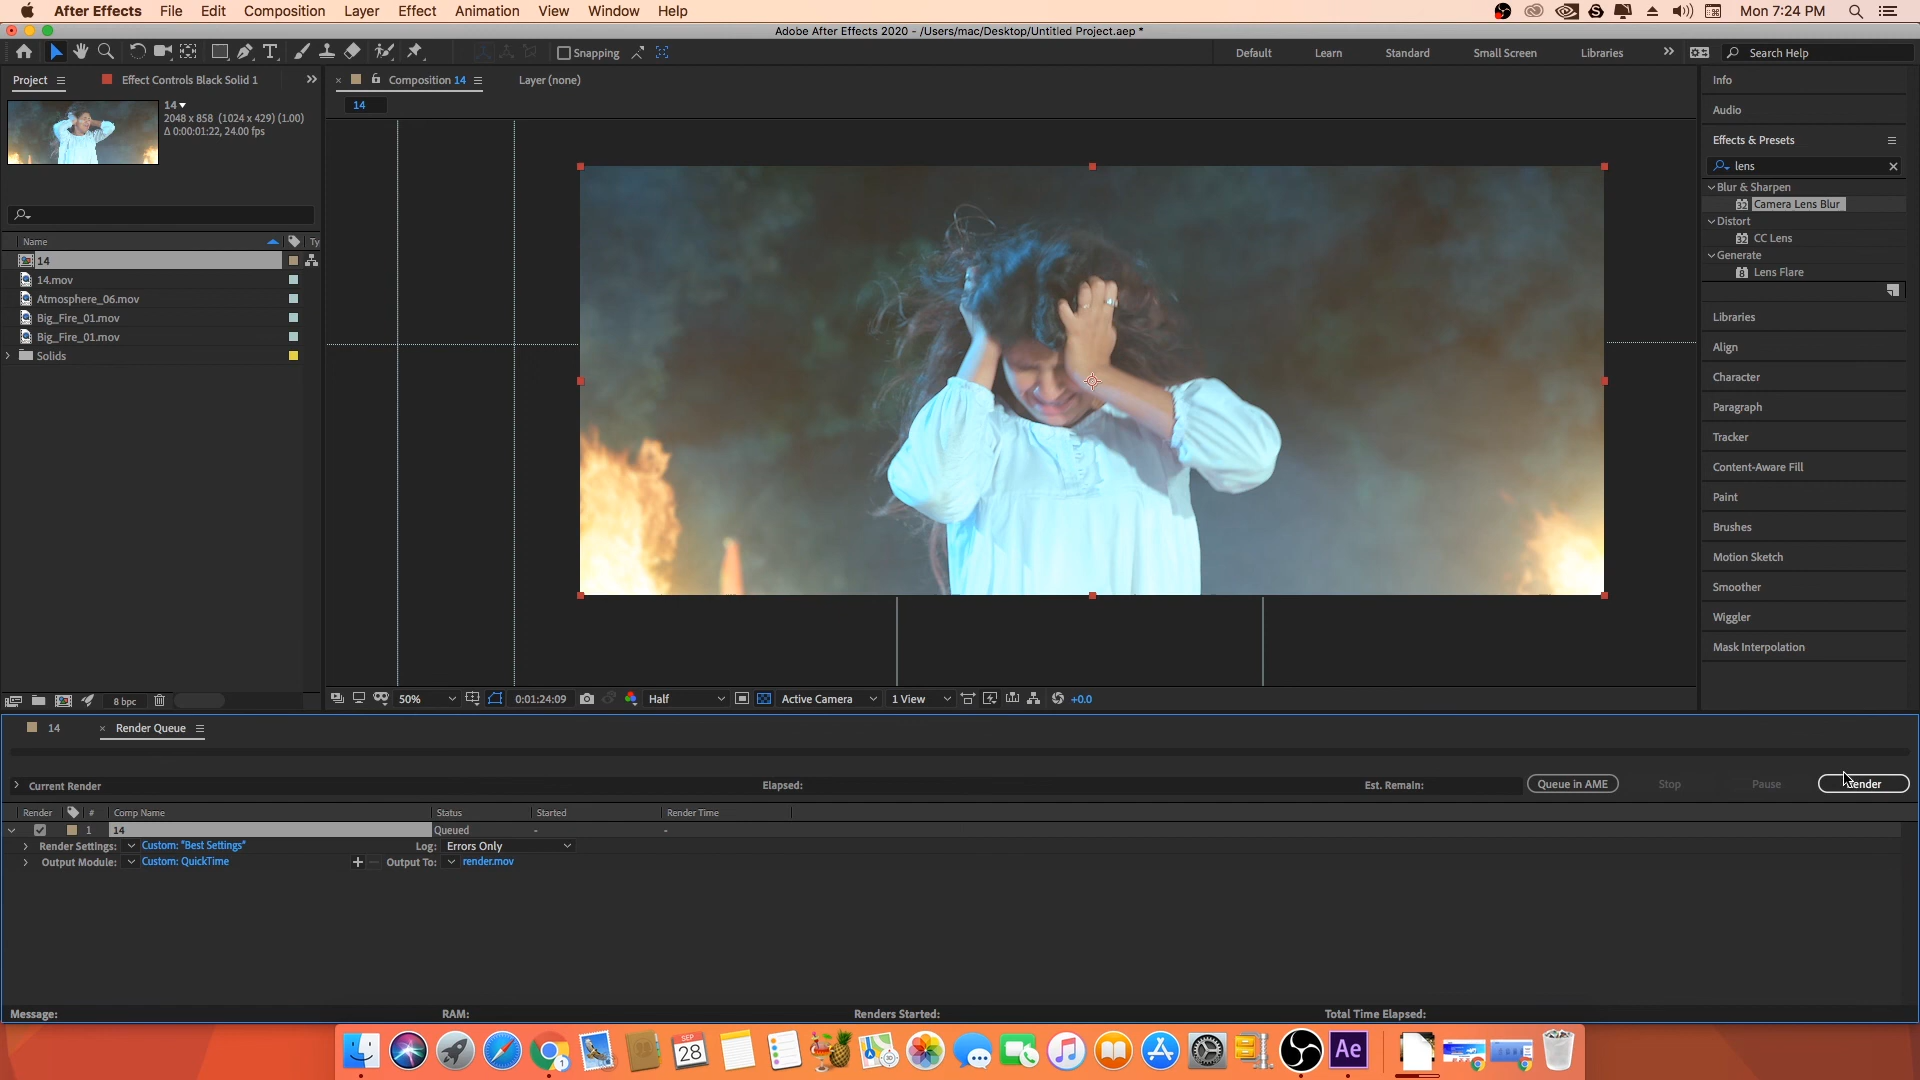 After Effects File Edit Composition Layer Effect Animation View Window Help Mon 7:24 PM
Adobe After Effects 2020 - /Users/mac/Desktop/Untitled Project.aep *
Snapping Default Learn Standard Small Screen Libraries Search Help
Project Effect Controls Black Solid 1 Composition 14 Layer (none) Info
14
2048 x 858 (1024 x 429) (1.00)
Δ 0:00:01:22, 24.00 fps
14
Audio
Effects & Presets
lens
Blur & Sharpen
32 Camera Lens Blur
Distort
32 CC Lens
Generate
8 Lens Flare
Name Ty
14
14.mov
Atmosphere_06.mov
Big_Fire_01.mov
Big_Fire_01.mov
Solids
Libraries
Align
Character
Paragraph
Tracker
Content-Aware Fill
Paint
Brushes
Motion Sketch
Smoother
Wiggler
Mask Interpolation
8 bpc 50% 0:01:24:09 Half Active Camera 1 View +0.0
14 Render Queue
Current Render Elapsed: Est. Remain: Queue in AME Stop Pause Render
Render # Comp Name Status Started Render Time
1 14 Queued - -
Render Settings: Custom: "Best Settings" Log: Errors Only
Output Module: Custom: QuickTime Output To: render.mov
Message: RAM: Renders Started: Total Time Elapsed:
SEP
28
Ae